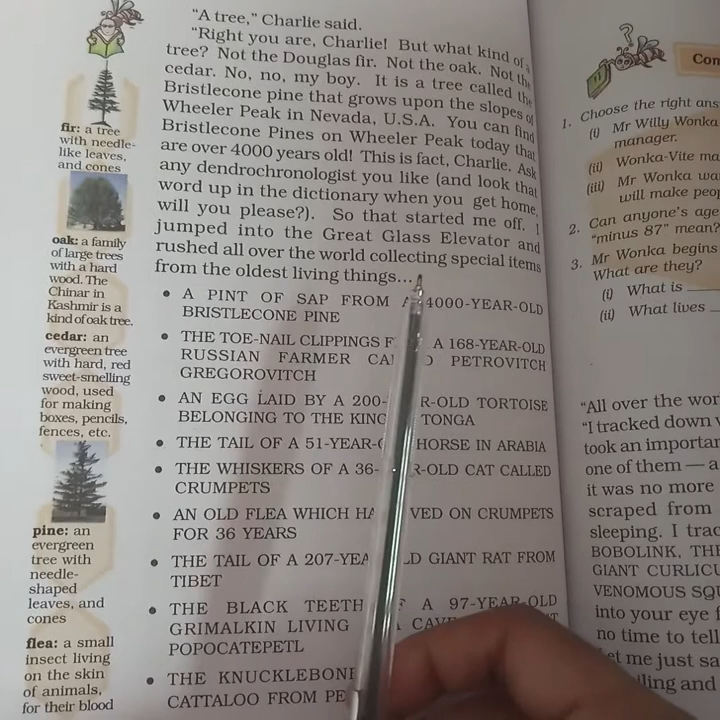 "A tree," Charlie said.
"Right you are, Charlie! But what kind of a
tree? Not the Douglas fir. Not the oak. Not the
cedar. No, no, my boy. It is a tree called the
Bristlecone pine that grows upon the slopes of
Wheeler Peak in Nevada, U.S.A. You can find
Bristlecone Pines on Wheeler Peak today that
are over 4000 years old! This is fact, Charlie. Ask
any dendrochronologist you like (and look that
word up in the dictionary when you get home,
will you please?). So that started me off. I
jumped into the Great Glass Elevator and
rushed all over the world collecting special items
from the oldest living things...
• A PINT OF SAP FROM A 4000-YEAR-OLD
BRISTLECONE PINE
• THE TOE-NAIL CLIPPINGS F A 168-YEAR-OLD
RUSSIAN FARMER CA D PETROVITCH
GREGOROVITCH
• AN EGG LAID BY A 200- R-OLD TORTOISE
BELONGING TO THE KING TONGA
• THE TAIL OF A 51-YEAR- HORSE IN ARABIA
• THE WHISKERS OF A 36- R-OLD CAT CALLED
CRUMPETS
• AN OLD FLEA WHICH HA VED ON CRUMPETS
FOR 36 YEARS
• THE TAIL OF A 207-YEA LD GIANT RAT FROM
TIBET
• THE BLACK TEETH F A 97-YEAR-OLD
GRIMALKIN LIVING CAVE T
POPOCATEPETL
• THE KNUCKLEBONE
CATTALOO FROM PE
fir: a tree
with needle-
like leaves,
and cones
oak: a family
of large trees
with a hard
wood. The
Chinar in
Kashmir is a
kind of oak tree.
cedar: an
evergreen tree
with hard, red
sweet-smelling
wood, used
for making
boxes, pencils,
fences, etc.
pine: an
evergreen
tree with
needle-
shaped
leaves, and
cones
flea: a small
insect living
on the skin
of animals,
for their blood
Com
1. Choose the right ans
(i) Mr Willy Wonka
manager.
(ii) Wonka-Vite ma
(iii) Mr Wonka wa
will make peop
2. Can anyone's age
"minus 87" mean?
3. Mr Wonka begins
What are they?
(i) What is
(ii) What lives
"All over the wor
"I tracked down
took an importan
one of them — a
it was no more
scraped from
sleeping. I trac
BOBOLINK, THE
GIANT CURLICU
VENOMOUS SQU
into your eye f
no time to tell
et me just sa
iling and